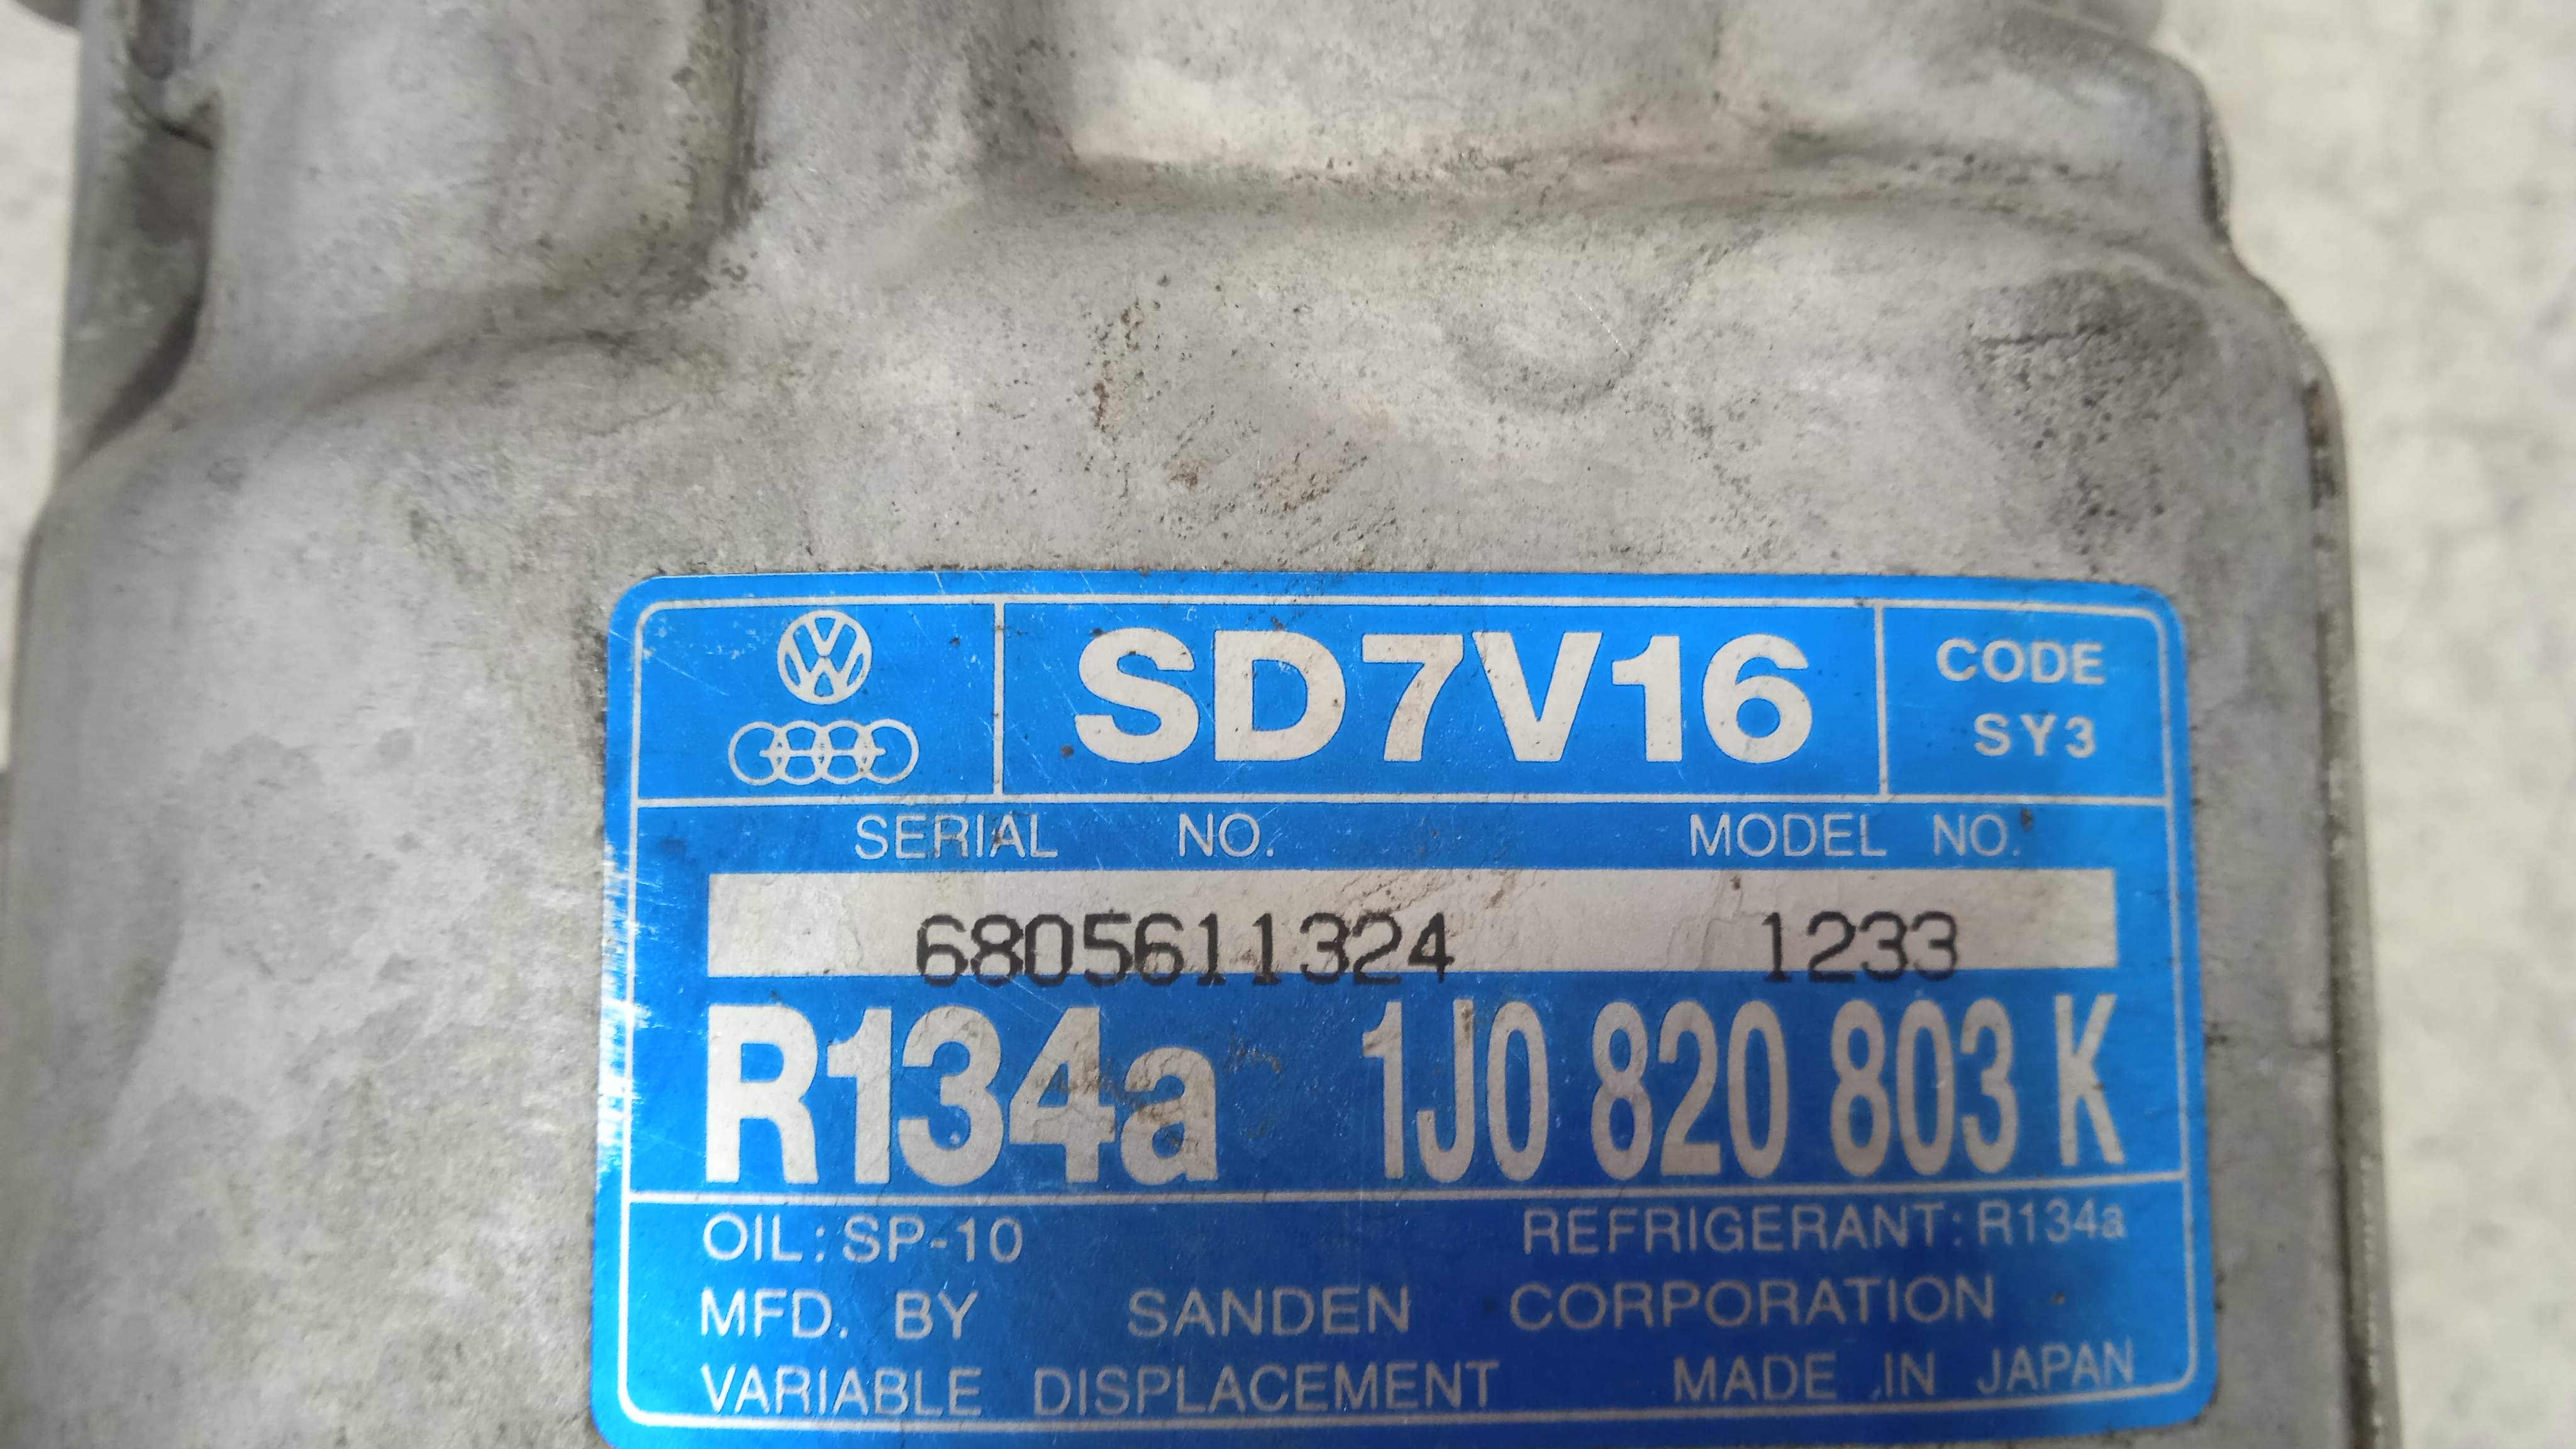 SD7V16
CODE
SY3
SERIAL NO. MODEL NO.
6805611324 1233
R134a 1J0 820 803 K
OIL: SP-10 REFRIGERANT: R134a
MFD. BY SANDEN CORPORATION
VARIABLE DISPLACEMENT MADE IN JAPAN